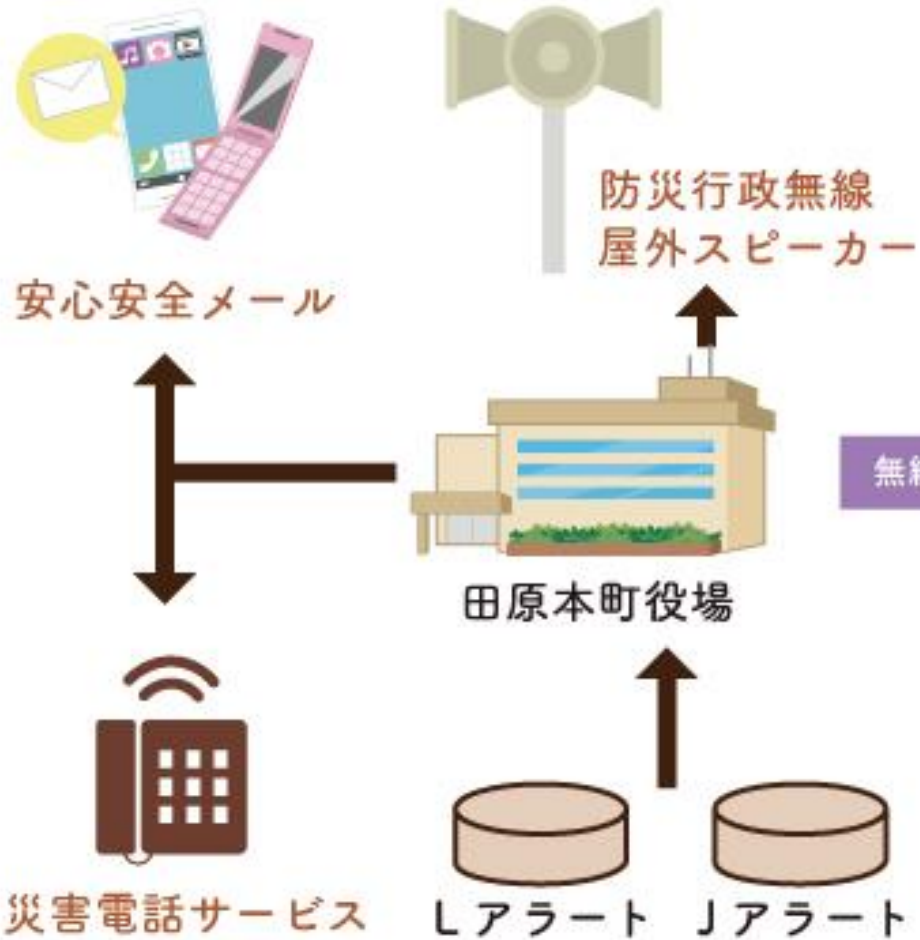 防災行政無線
屋外スピーカー
安心安全メール
無線
田原本町役場
災害電話サービス
Lアラート
Jアラート